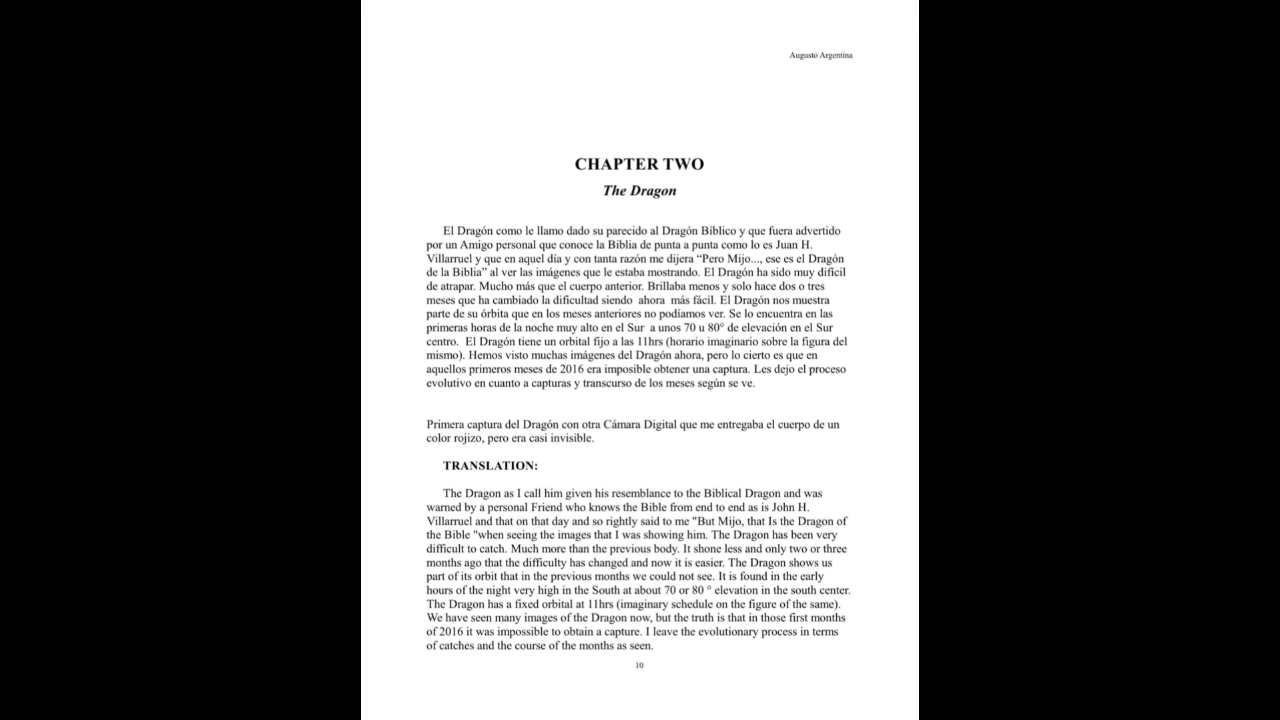 Augusto Argentina
CHAPTER TWO
The Dragon
El Dragón como le llamo dado su parecido al Dragón Bíblico y que fuera advertido
por un Amigo personal que conoce la Biblia de punta a punta como lo es Juan H.
Villarruel y que en aquel día y con tanta razón me dijera “Pero Mijo..., ese es el Dragón
de la Biblia” al ver las imágenes que le estaba mostrando. El Dragón ha sido muy difícil
de atrapar. Mucho más que el cuerpo anterior. Brillaba menos y solo hace dos o tres
meses que ha cambiado la dificultad siendo  ahora  más fácil. El Dragón nos muestra
parte de su órbita que en los meses anteriores no podíamos ver. Se lo encuentra en las
primeras horas de la noche muy alto en el Sur  a unos 70 u 80° de elevación en el Sur
centro.  El Dragón tiene un orbital fijo a las 11hrs (horario imaginario sobre la figura del
mismo). Hemos visto muchas imágenes del Dragón ahora, pero lo cierto es que en
aquellos primeros meses de 2016 era imposible obtener una captura. Les dejo el proceso
evolutivo en cuanto a capturas y transcurso de los meses según se ve.
Primera captura del Dragón con otra Cámara Digital que me entregaba el cuerpo de un
color rojizo, pero era casi invisible.
TRANSLATION:
The Dragon as I call him given his resemblance to the Biblical Dragon and was
warned by a personal Friend who knows the Bible from end to end as is John H.
Villarruel and that on that day and so rightly said to me "But Mijo, that Is the Dragon of
the Bible "when seeing the images that I was showing him. The Dragon has been very
difficult to catch. Much more than the previous body. It shone less and only two or three
months ago that the difficulty has changed and now it is easier. The Dragon shows us
part of its orbit that in the previous months we could not see. It is found in the early
hours of the night very high in the South at about 70 or 80 ° elevation in the south center.
The Dragon has a fixed orbital at 11hrs (imaginary schedule on the figure of the same).
We have seen many images of the Dragon now, but the truth is that in those first months
of 2016 it was impossible to obtain a capture. I leave the evolutionary process in terms
of catches and the course of the months as seen.
10